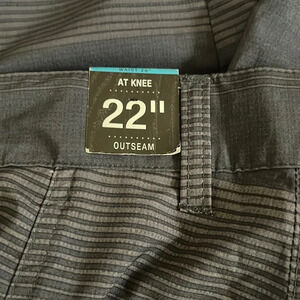 AT KNEE
22"
OUTSEAM